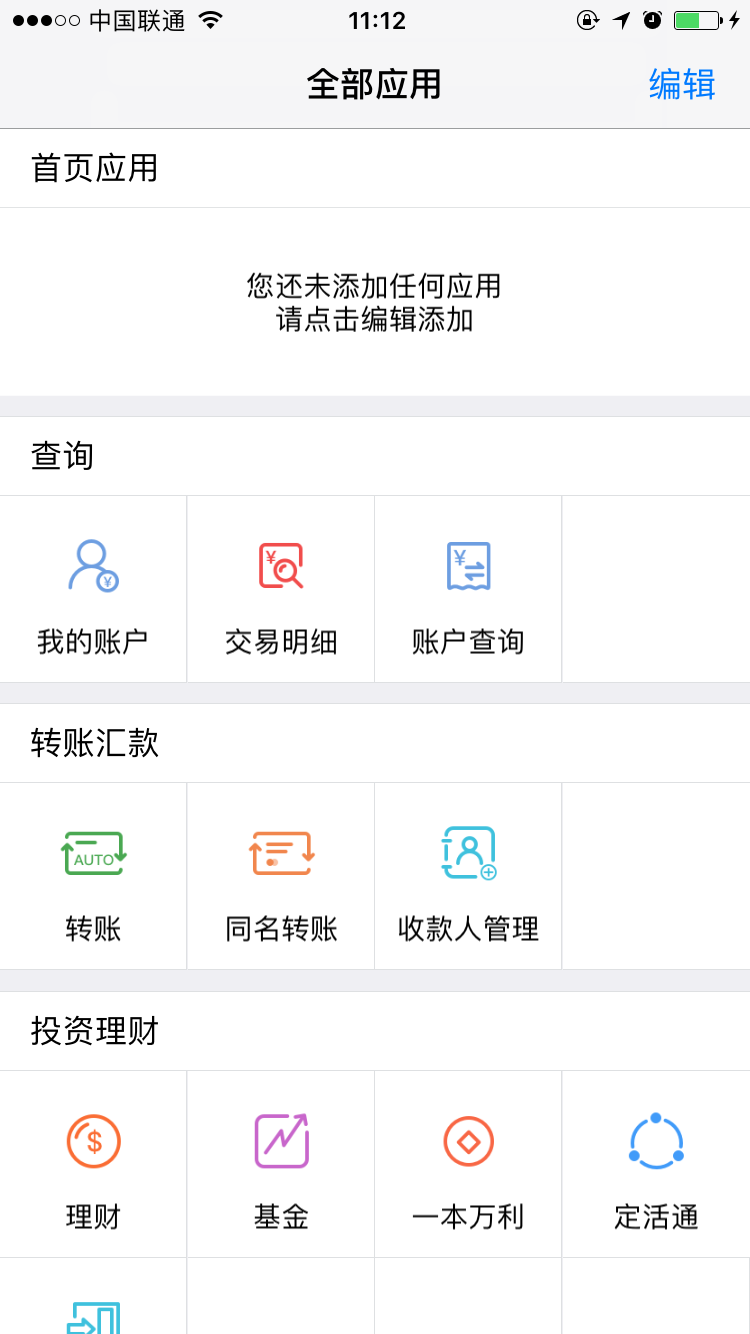 中国联通
11:12
全部应用
编辑
首页应用
您还未添加任何应用
请点击编辑添加
查询
¥
¥
¥
我的账户
交易明细
账户查询
转账汇款
AUTO
转账
同名转账
收款人管理
投资理财
$
理财
基金
一本万利
定活通